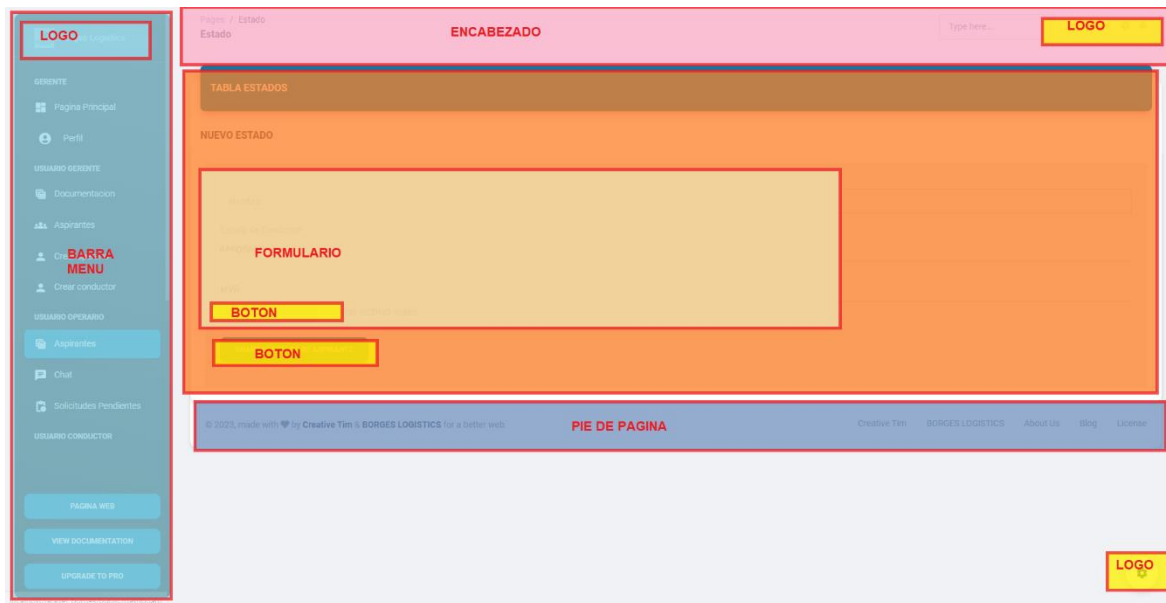 LOGO
GERENTE
Pagina Principal
Perfil
USUARIO GERENTE
Documentacion
Aspirantes
BARRA
MENU
Crear conductor
USUARIO OPERARIO
Aspirantes
Chat
Solicitudes Pendientes
USUARIO CONDUCTOR
PAGINA WEB
VIEW DOCUMENTATION
UPGRADE TO PRO
Pages / Estado
Estado
ENCABEZADO
Type here...
LOGO
TABLA ESTADOS
NUEVO ESTADO
FORMULARIO
BOTON
BOTON
© 2023, made with by Creative Tim & BORGES LOGISTICS for a better web.
PIE DE PAGINA
Creative Tim BORGES LOGISTICS About Us Blog License
LOGO